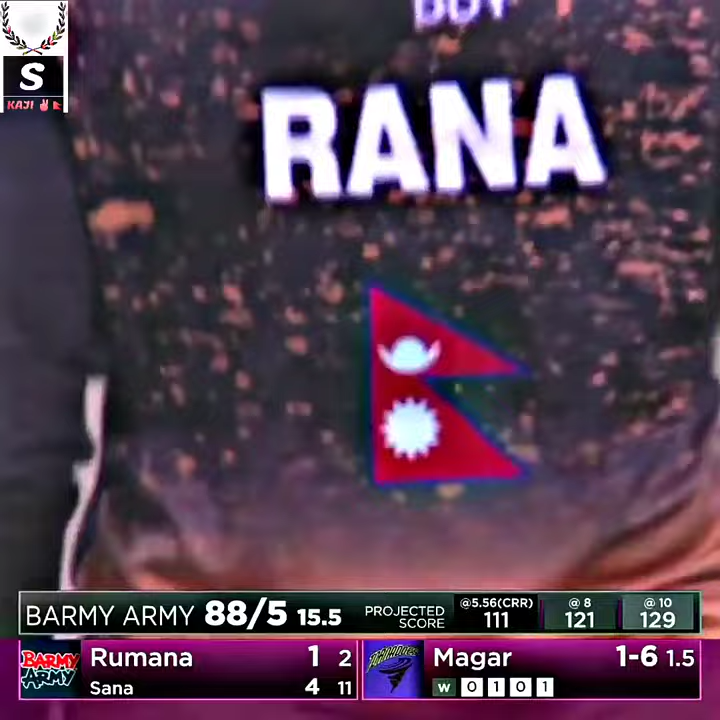 S
KAJI
RANA
BARMY ARMY 88/5 15.5 PROJECTED SCORE @5.56(CRR) 111 @ 8 121 @ 10 129
BARMY ARMY Rumana 1 2 Magar 1-6 1.5
Sana 4 11 W 0 1 0 1